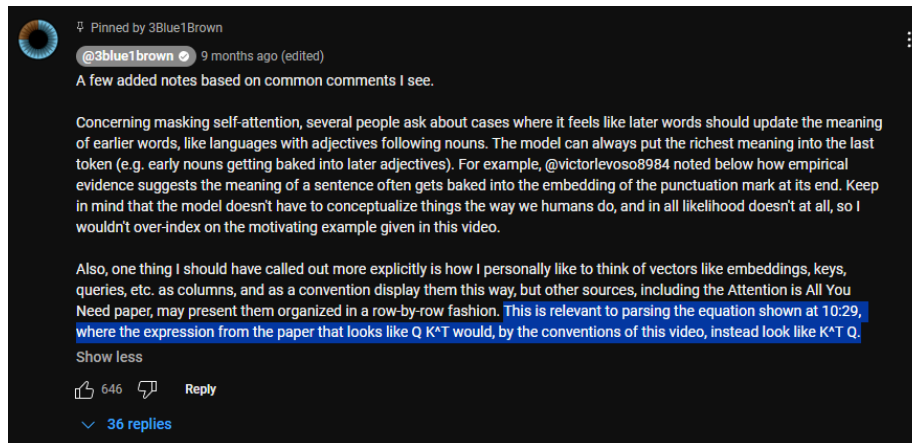 Pinned by 3Blue1Brown
@3blue1brown 9 months ago (edited)
A few added notes based on common comments I see.
Concerning masking self-attention, several people ask about cases where it feels like later words should update the meaning
of earlier words, like languages with adjectives following nouns. The model can always put the richest meaning into the last
token (e.g. early nouns getting baked into later adjectives). For example, @victorlevoso8984 noted below how empirical
evidence suggests the meaning of a sentence often gets baked into the embedding of the punctuation mark at its end. Keep
in mind that the model doesn't have to conceptualize things the way we humans do, and in all likelihood doesn't at all, so I
wouldn't over-index on the motivating example given in this video.
Also, one thing I should have called out more explicitly is how I personally like to think of vectors like embeddings, keys,
queries, etc. as columns, and as a convention display them this way, but other sources, including the Attention is All You
Need paper, may present them organized in a row-by-row fashion. This is relevant to parsing the equation shown at 10:29,
where the expression from the paper that looks like Q K^T would, by the conventions of this video, instead look like K^T Q.
Show less
646 Reply
36 replies